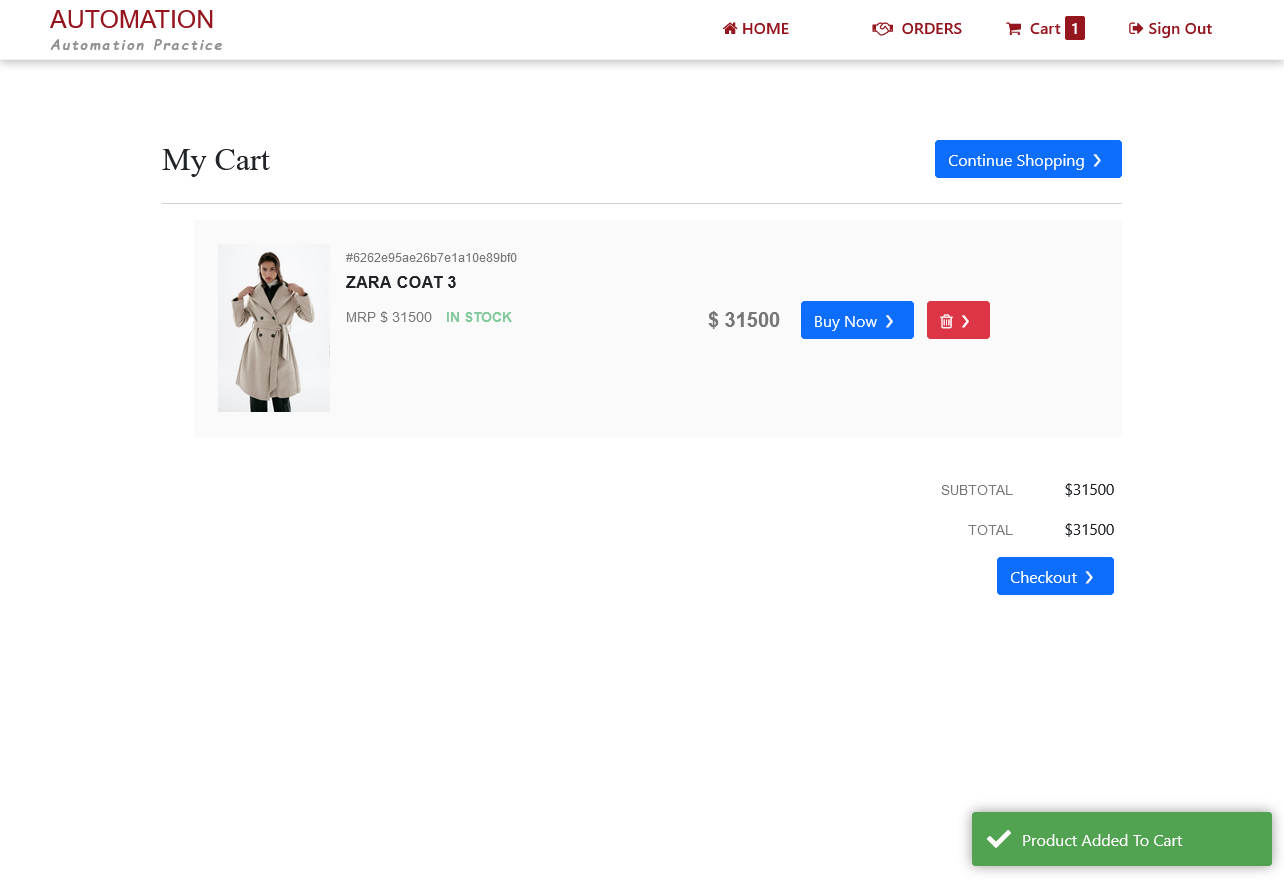 AUTOMATION
Automation Practice
HOME
ORDERS
Cart 1
Sign Out
My Cart
Continue Shopping ❯
#6262e95ae26b7e1a10e89bf0
ZARA COAT 3
MRP $ 31500 IN STOCK
$ 31500
Buy Now ❯
❯
SUBTOTAL $31500
TOTAL $31500
Checkout ❯
Product Added To Cart